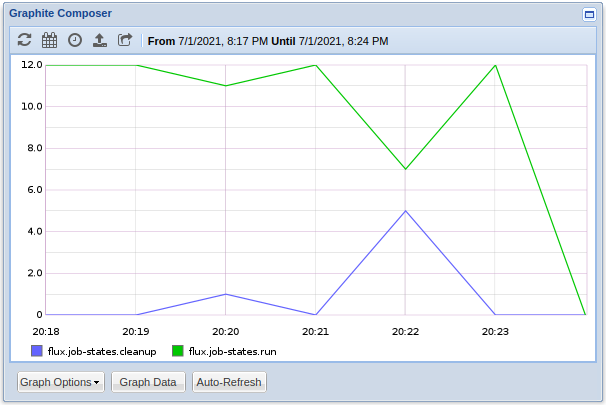 Graphite Composer
From 7/1/2021, 8:17 PM Until 7/1/2021, 8:24 PM
12.0
10.0
8.0
6.0
4.0
2.0
0
20:18 20:19 20:20 20:21 20:22 20:23
flux.job-states.cleanup flux.job-states.run
Graph Options Graph Data Auto-Refresh